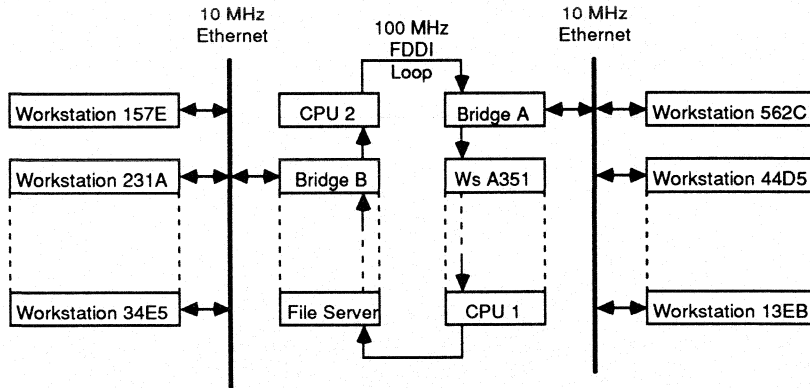 10 MHz
Ethernet
100 MHz
FDDI
Loop
10 MHz
Ethernet
Workstation 157E
CPU 2
Bridge A
Workstation 562C
Workstation 231A
Bridge B
Ws A351
Workstation 44D5
Workstation 34E5
File Server
CPU 1
Workstation 13EB